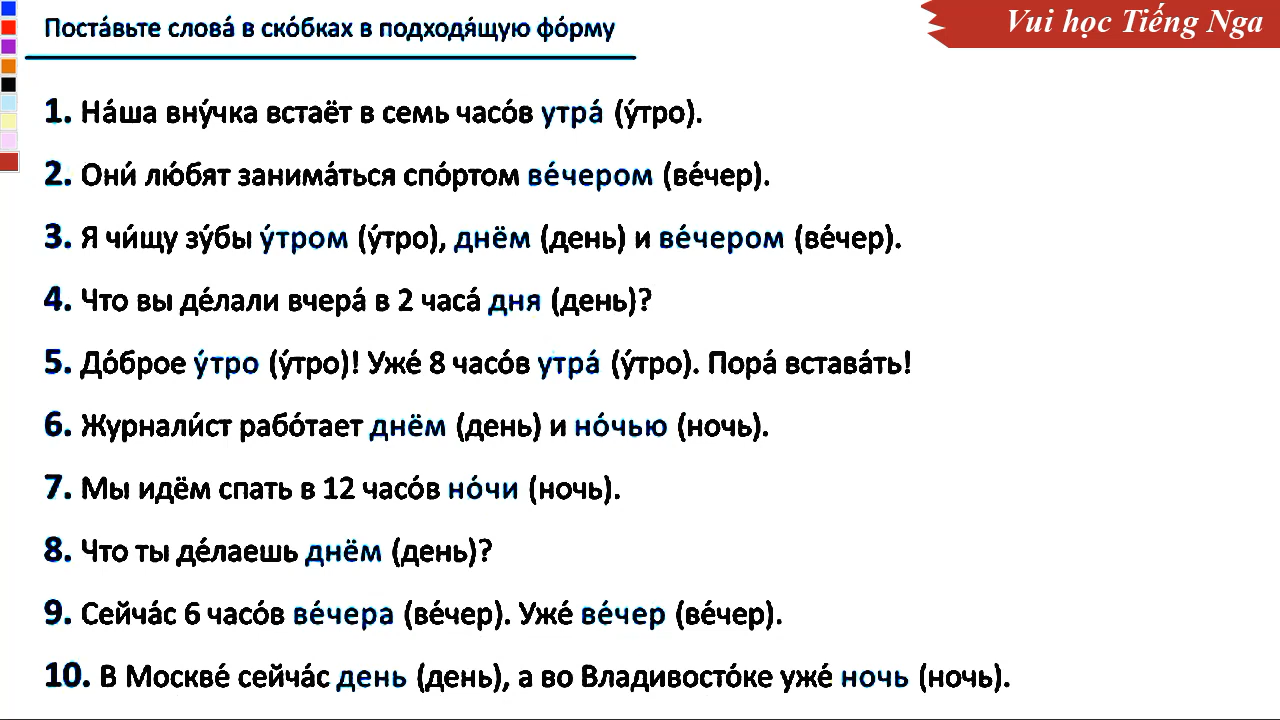 Поста́вьте слова́ в ско́бках в подходя́щую фо́рму
Vui học Tiếng Nga
1. На́ша вну́чка встаёт в семь часо́в утра́ (у́тро).
2. Они́ лю́бят занима́ться спо́ртом ве́чером (ве́чер).
3. Я чи́щу зу́бы у́тром (у́тро), днём (день) и ве́чером (ве́чер).
4. Что вы де́лали вчера́ в 2 часа́ дня (день)?
5. До́брое у́тро (у́тро)! Уже́ 8 часо́в утра́ (у́тро). Пора́ встава́ть!
6. Журнали́ст рабо́тает днём (день) и но́чью (ночь).
7. Мы идём спать в 12 часо́в но́чи (ночь).
8. Что ты де́лаешь днём (день)?
9. Сейча́с 6 часо́в ве́чера (ве́чер). Уже́ ве́чер (ве́чер).
10. В Москве́ сейча́с день (день), а во Владивосто́ке уже́ ночь (ночь).